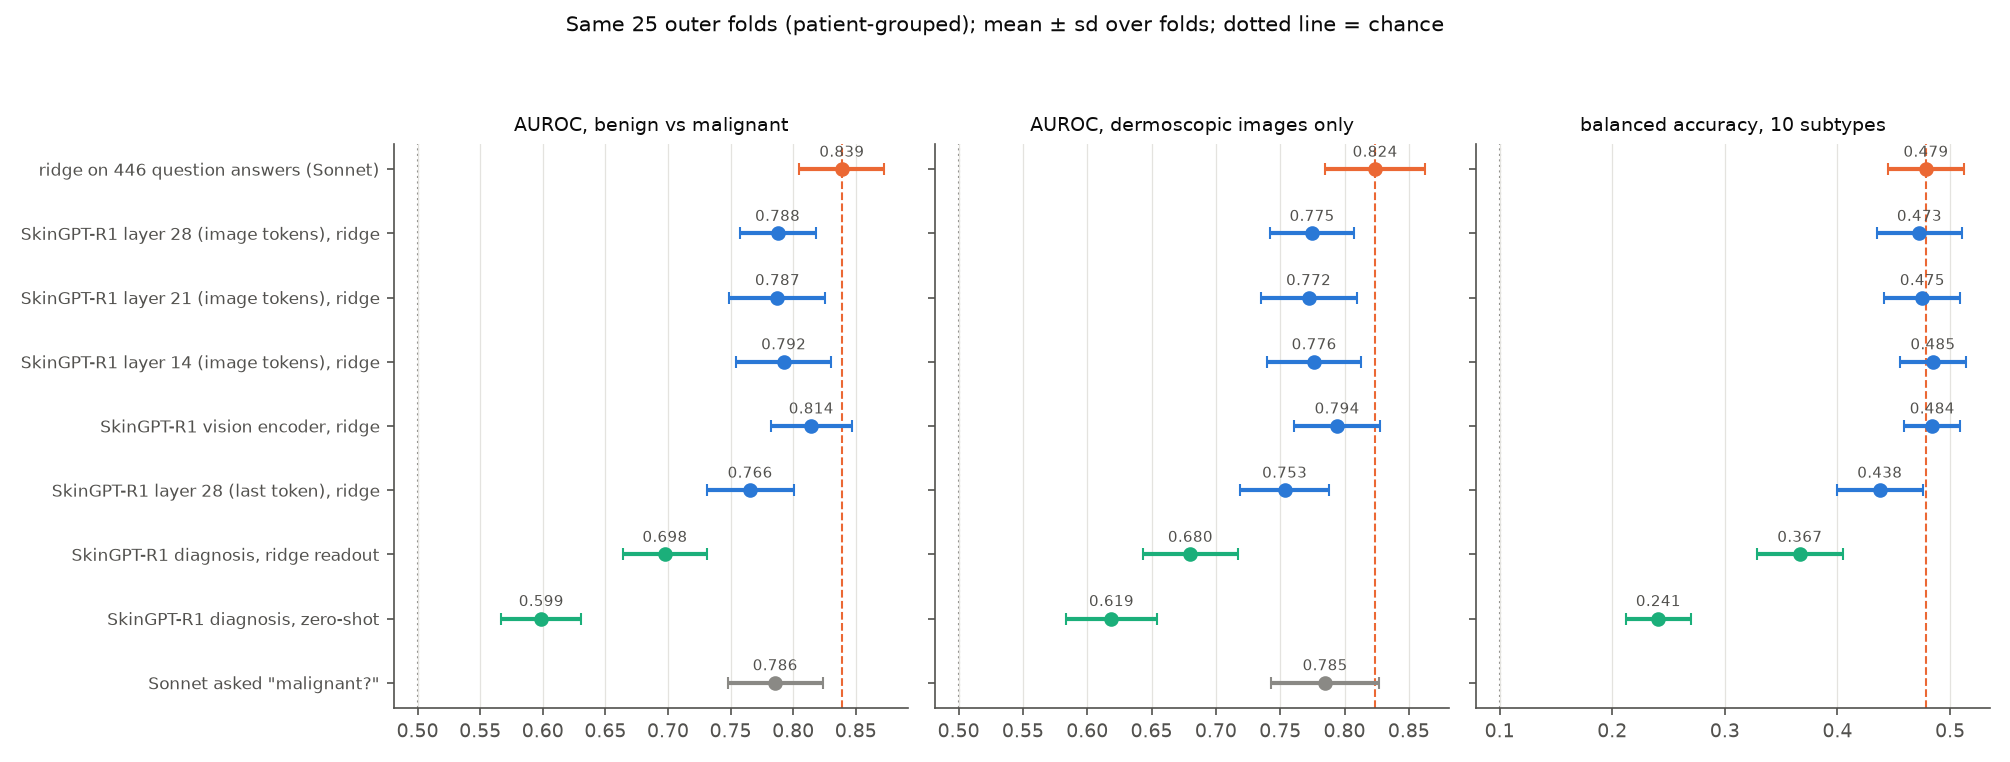 Same 25 outer folds (patient-grouped); mean ± sd over folds; dotted line = chance
AUROC, benign vs malignant
AUROC, dermoscopic images only
balanced accuracy, 10 subtypes
ridge on 446 question answers (Sonnet)
0.839
0.824
0.479
SkinGPT-R1 layer 28 (image tokens), ridge
0.788
0.775
0.473
SkinGPT-R1 layer 21 (image tokens), ridge
0.787
0.772
0.475
SkinGPT-R1 layer 14 (image tokens), ridge
0.792
0.776
0.485
SkinGPT-R1 vision encoder, ridge
0.814
0.794
0.484
SkinGPT-R1 layer 28 (last token), ridge
0.766
0.753
0.438
SkinGPT-R1 diagnosis, ridge readout
0.698
0.680
0.367
SkinGPT-R1 diagnosis, zero-shot
0.599
0.619
0.241
Sonnet asked "malignant?"
0.786
0.785
0.50 0.55 0.60 0.65 0.70 0.75 0.80 0.85
0.50 0.55 0.60 0.65 0.70 0.75 0.80 0.85
0.1 0.2 0.3 0.4 0.5